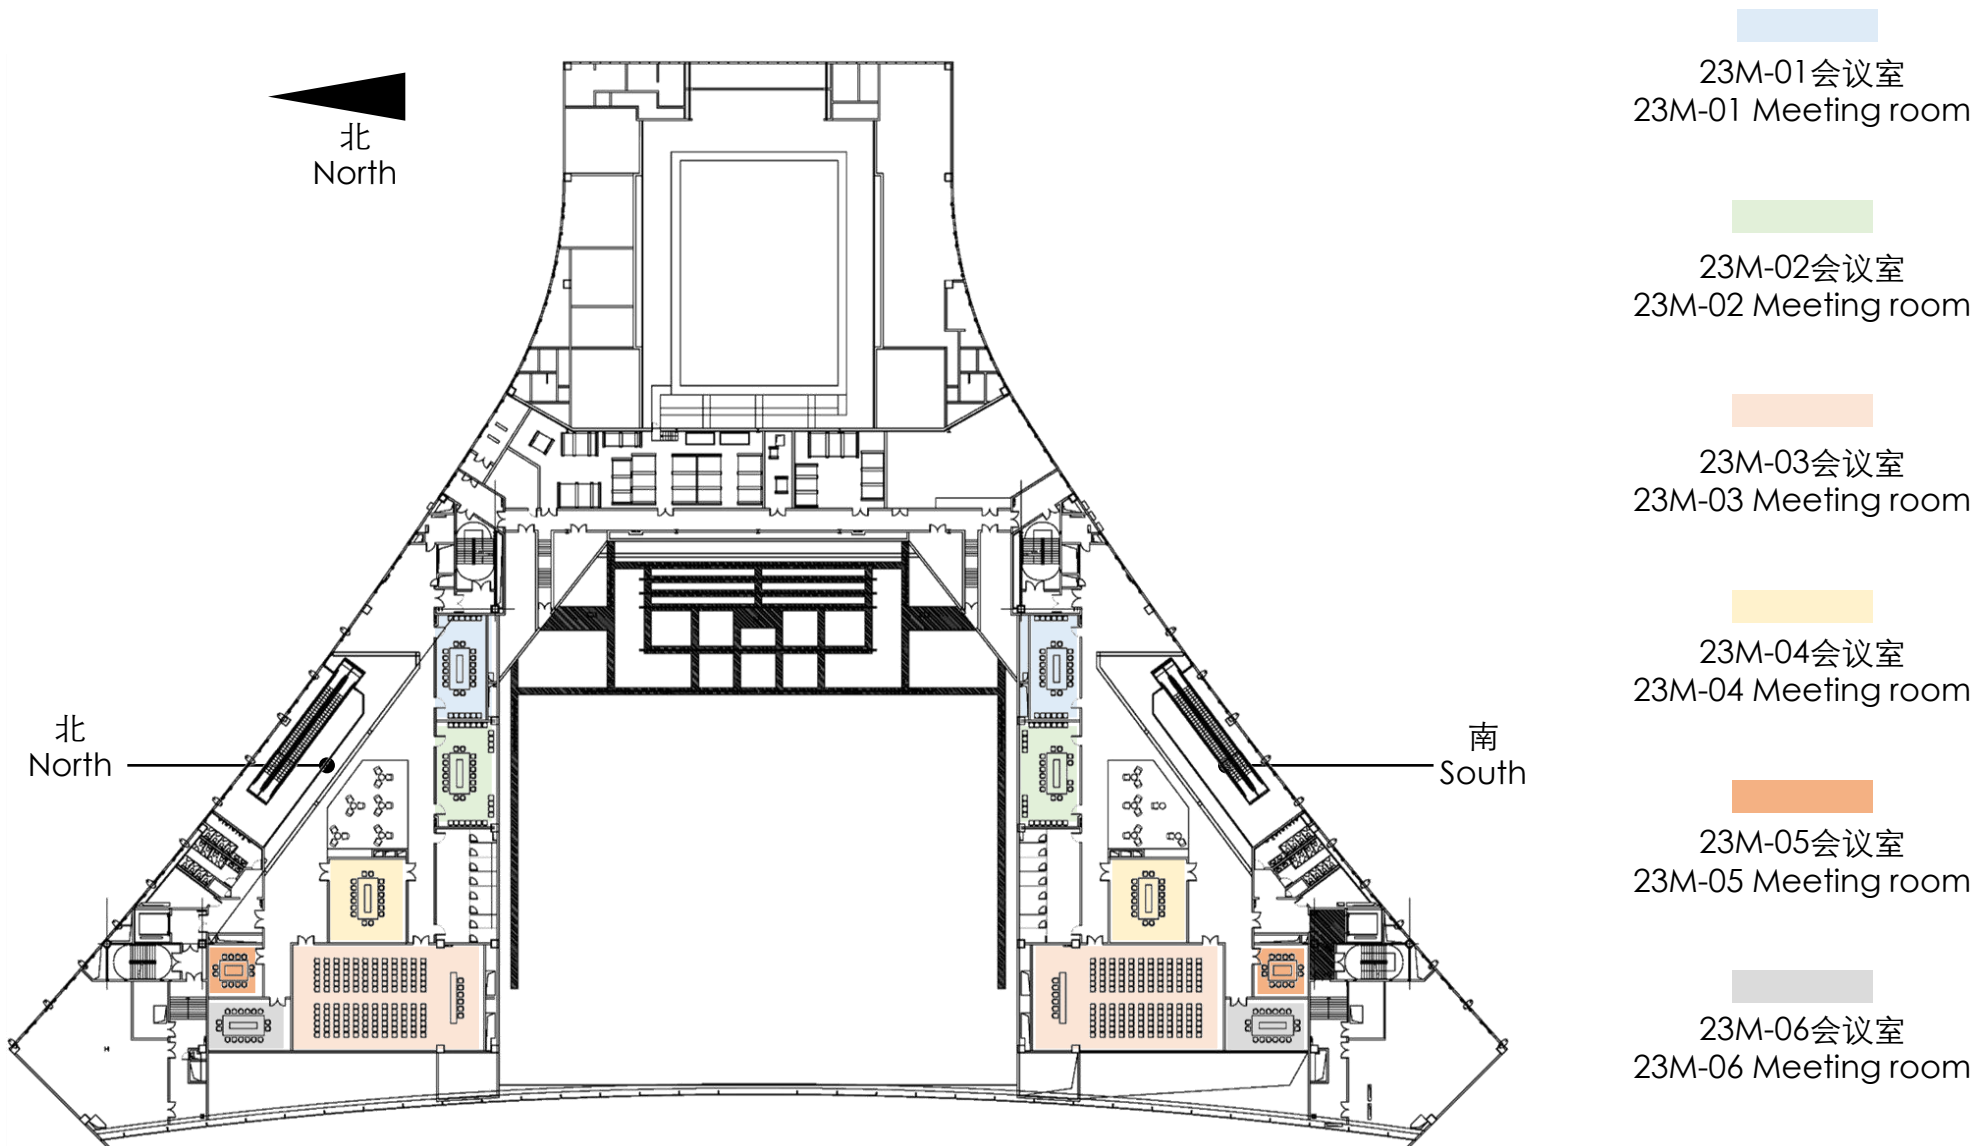 北
North
北
North
南
South
23M-01会议室
23M-01 Meeting room
23M-02会议室
23M-02 Meeting room
23M-03会议室
23M-03 Meeting room
23M-04会议室
23M-04 Meeting room
23M-05会议室
23M-05 Meeting room
23M-06会议室
23M-06 Meeting room